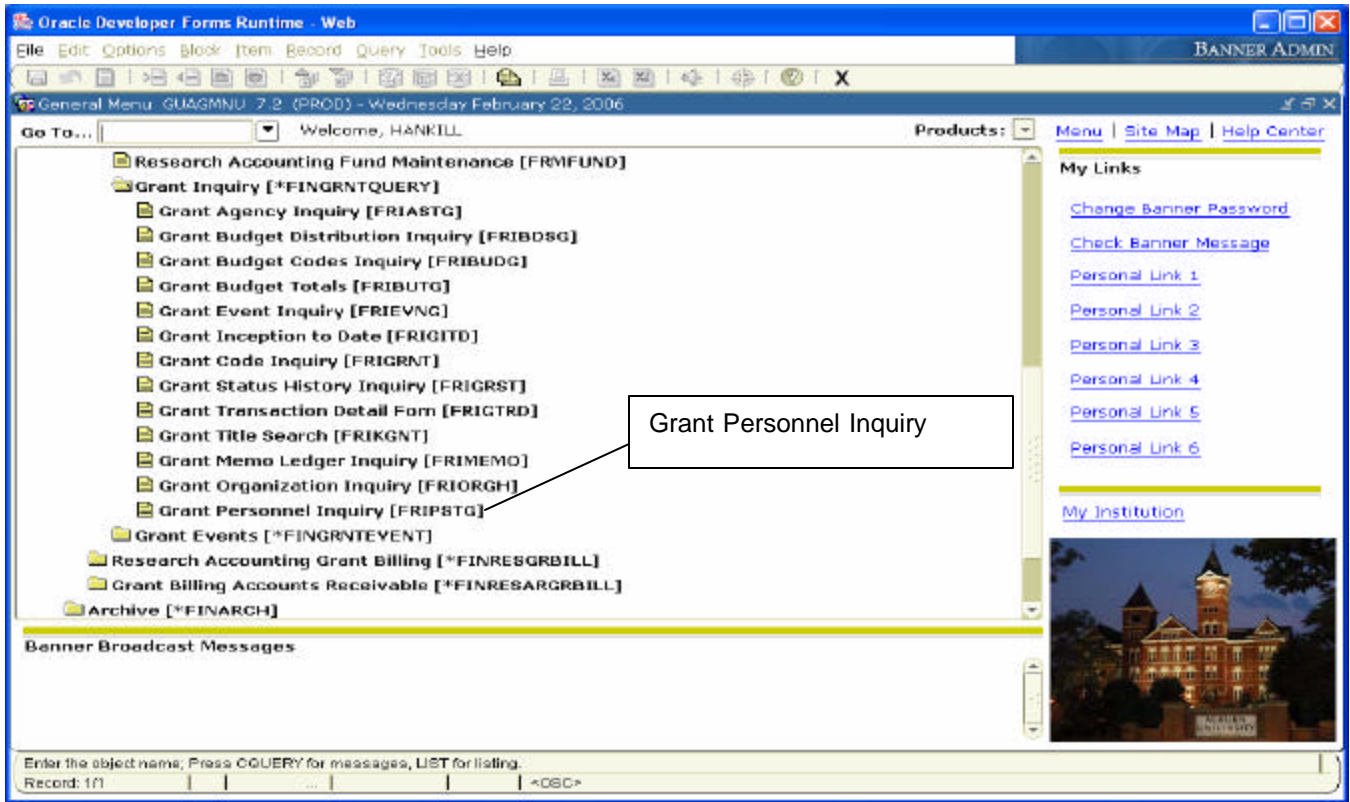 Oracle Developer Forms Runtime - Web
File Edit Options Block Item Record Query Tools Help
BANNER ADMIN
X
General Menu GUAGMNU 7.2 (PROD) - Wednesday February 22, 2006
Go To... Welcome, HANKILL Products: Menu | Site Map | Help Center
Research Accounting Fund Maintenance [FRMFUND]
Grant Inquiry [*FINGRNTQUERY]
Grant Agency Inquiry [FRIASTG]
Grant Budget Distribution Inquiry [FRIBDSG]
Grant Budget Codes Inquiry [FRIBUDG]
Grant Budget Totals [FRIBUTG]
Grant Event Inquiry [FRIEVNG]
Grant Inception to Date [FRIGITD]
Grant Code Inquiry [FRIGRNT]
Grant Status History Inquiry [FRIGRST]
Grant Transaction Detail Form [FRIGTRD]
Grant Title Search [FRIKGNT]
Grant Memo Ledger Inquiry [FRIMEMO]
Grant Organization Inquiry [FRIORGH]
Grant Personnel Inquiry [FRIPSTG]
Grant Events [*FINGRNTEVENT]
Research Accounting Grant Billing [*FINRESGRBILL]
Grant Billing Accounts Receivable [*FINRESARGRBILL]
Archive [*FINARCH]
Grant Personnel Inquiry
My Links
Change Banner Password
Check Banner Message
Personal Link 1
Personal Link 2
Personal Link 3
Personal Link 4
Personal Link 5
Personal Link 6
My Institution
AUBURN
UNIVERSITY
Banner Broadcast Messages
Enter the object name; Press CQUERY for messages, LIST for listing.
Record: 1/1 ... <OSC>